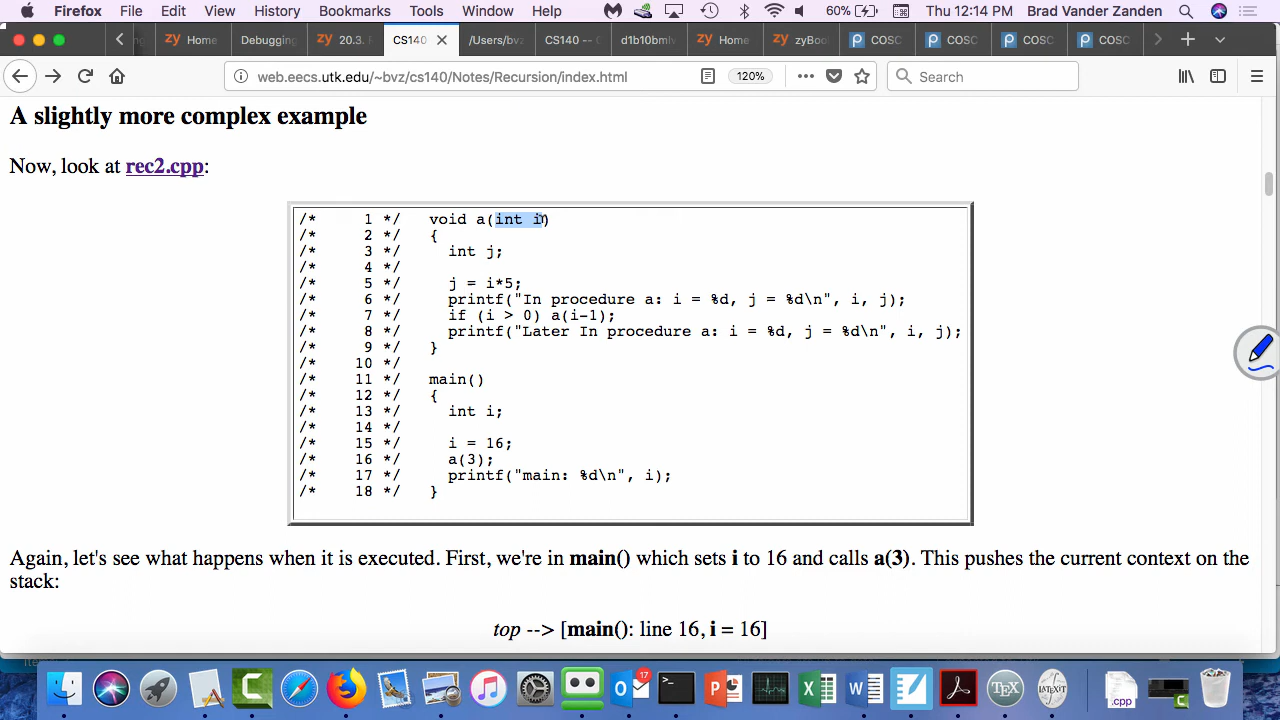 Firefox File Edit View History Bookmarks Tools Window Help 60% Thu 12:14 PM Brad Vander Zanden
Home Debugging 20.3. CS140 /Users/bvz CS140 -- d1b10bmlv Home zyBoo COSC COSC COSC COSC
web.eecs.utk.edu/~bvz/cs140/Notes/Recursion/index.html 120% Search
A slightly more complex example
Now, look at rec2.cpp:
/* 1 */ void a(int i)
/* 2 */ {
/* 3 */ int j;
/* 4 */
/* 5 */ j = i*5;
/* 6 */ printf("In procedure a: i = %d, j = %d\n", i, j);
/* 7 */ if (i > 0) a(i-1);
/* 8 */ printf("Later In procedure a: i = %d, j = %d\n", i, j);
/* 9 */ }
/* 10 */
/* 11 */ main()
/* 12 */ {
/* 13 */ int i;
/* 14 */
/* 15 */ i = 16;
/* 16 */ a(3);
/* 17 */ printf("main: %d\n", i);
/* 18 */ }
Again, let's see what happens when it is executed. First, we're in main() which sets i to 16 and calls a(3). This pushes the current context on the
stack:
top --> [main(): line 16, i = 16]
17
.cpp